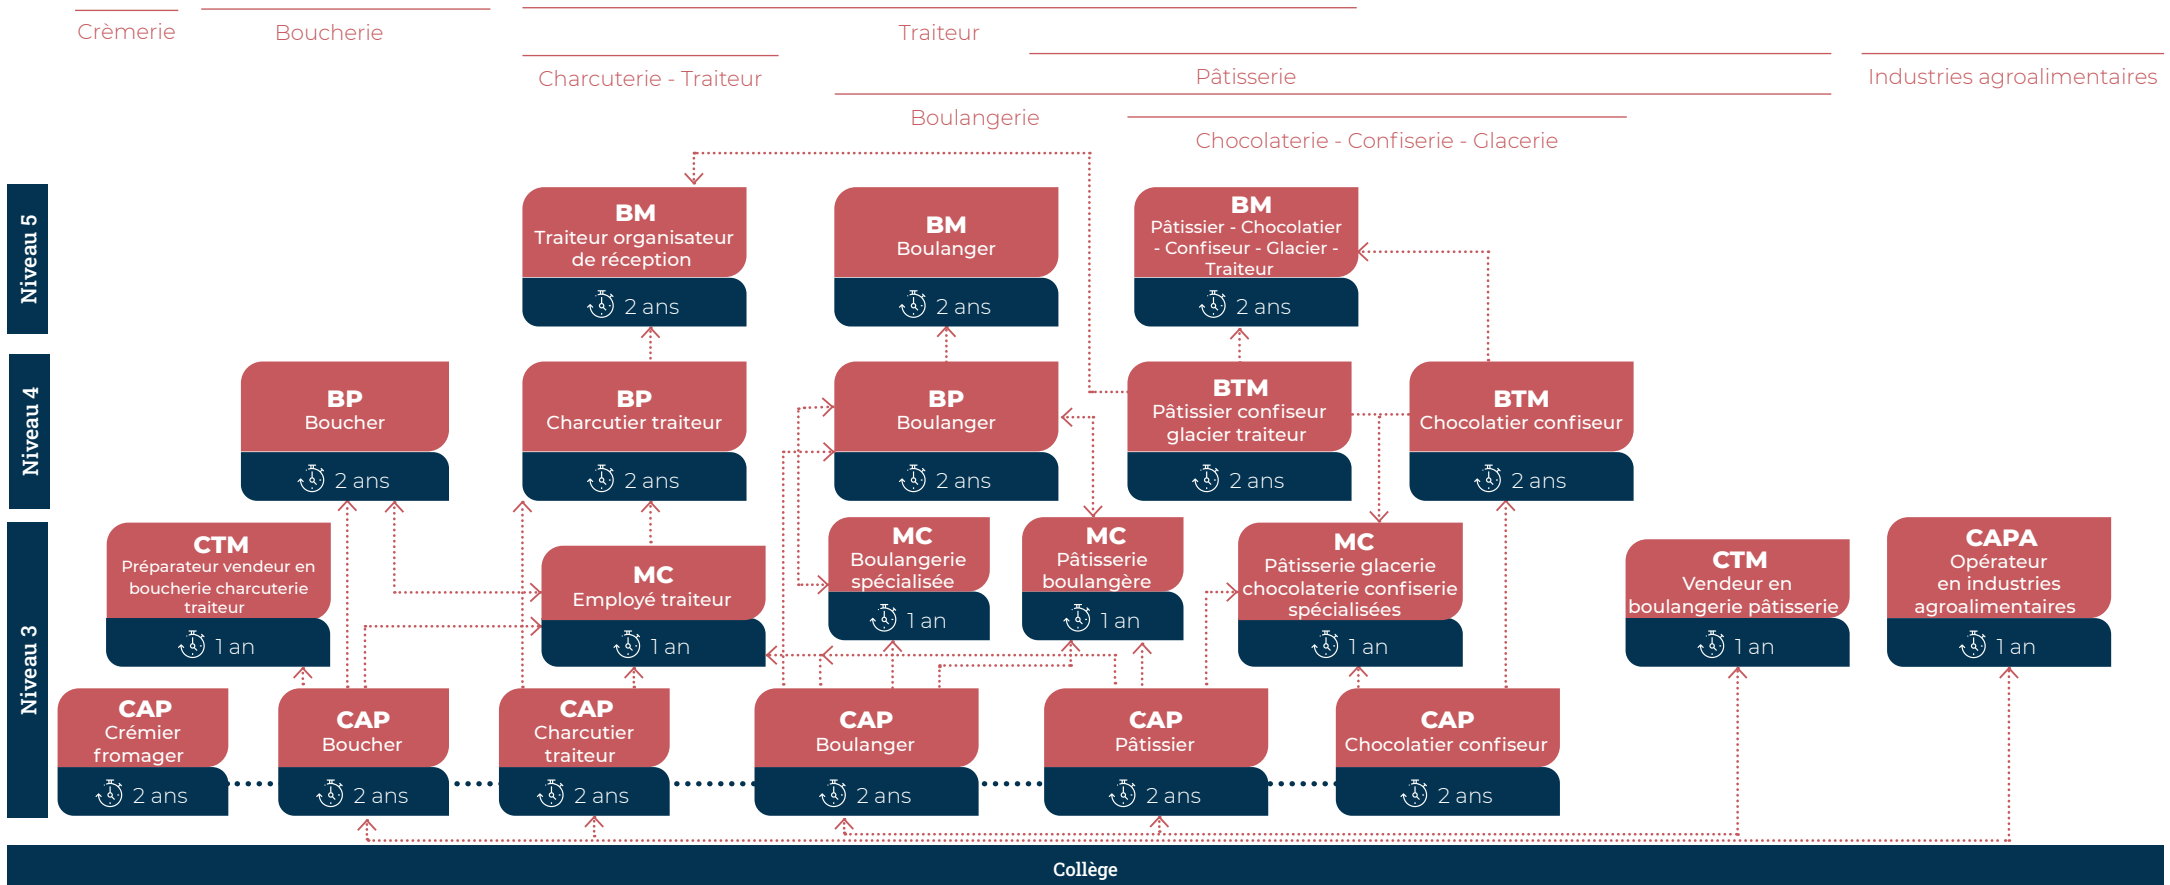 Crèmerie
Boucherie
Traiteur
Charcuterie - Traiteur
Pâtisserie
Industries agroalimentaires
Boulangerie
Chocolaterie - Confiserie - Glacerie
Niveau 5
BM
Traiteur organisateur
de réception
2 ans
BM
Boulanger
2 ans
BM
Pâtissier - Chocolatier
- Confiseur - Glacier -
Traiteur
2 ans
Niveau 4
BP
Boucher
2 ans
BP
Charcutier traiteur
2 ans
BP
Boulanger
2 ans
BTM
Pâtissier confiseur
glacier traiteur
2 ans
BTM
Chocolatier confiseur
2 ans
Niveau 3
CTM
Préparateur vendeur en
boucherie charcuterie
traiteur
1 an
MC
Employé traiteur
1 an
MC
Boulangerie
spécialisée
1 an
MC
Pâtisserie
boulangère
1 an
MC
Pâtisserie glacerie
chocolaterie confiserie
spécialisées
1 an
CTM
Vendeur en
boulangerie pâtisserie
1 an
CAPA
Opérateur
en industries
agroalimentaires
1 an
CAP
Crémier
fromager
2 ans
CAP
Boucher
2 ans
CAP
Charcutier
traiteur
2 ans
CAP
Boulanger
2 ans
CAP
Pâtissier
2 ans
CAP
Chocolatier confiseur
2 ans
Collège